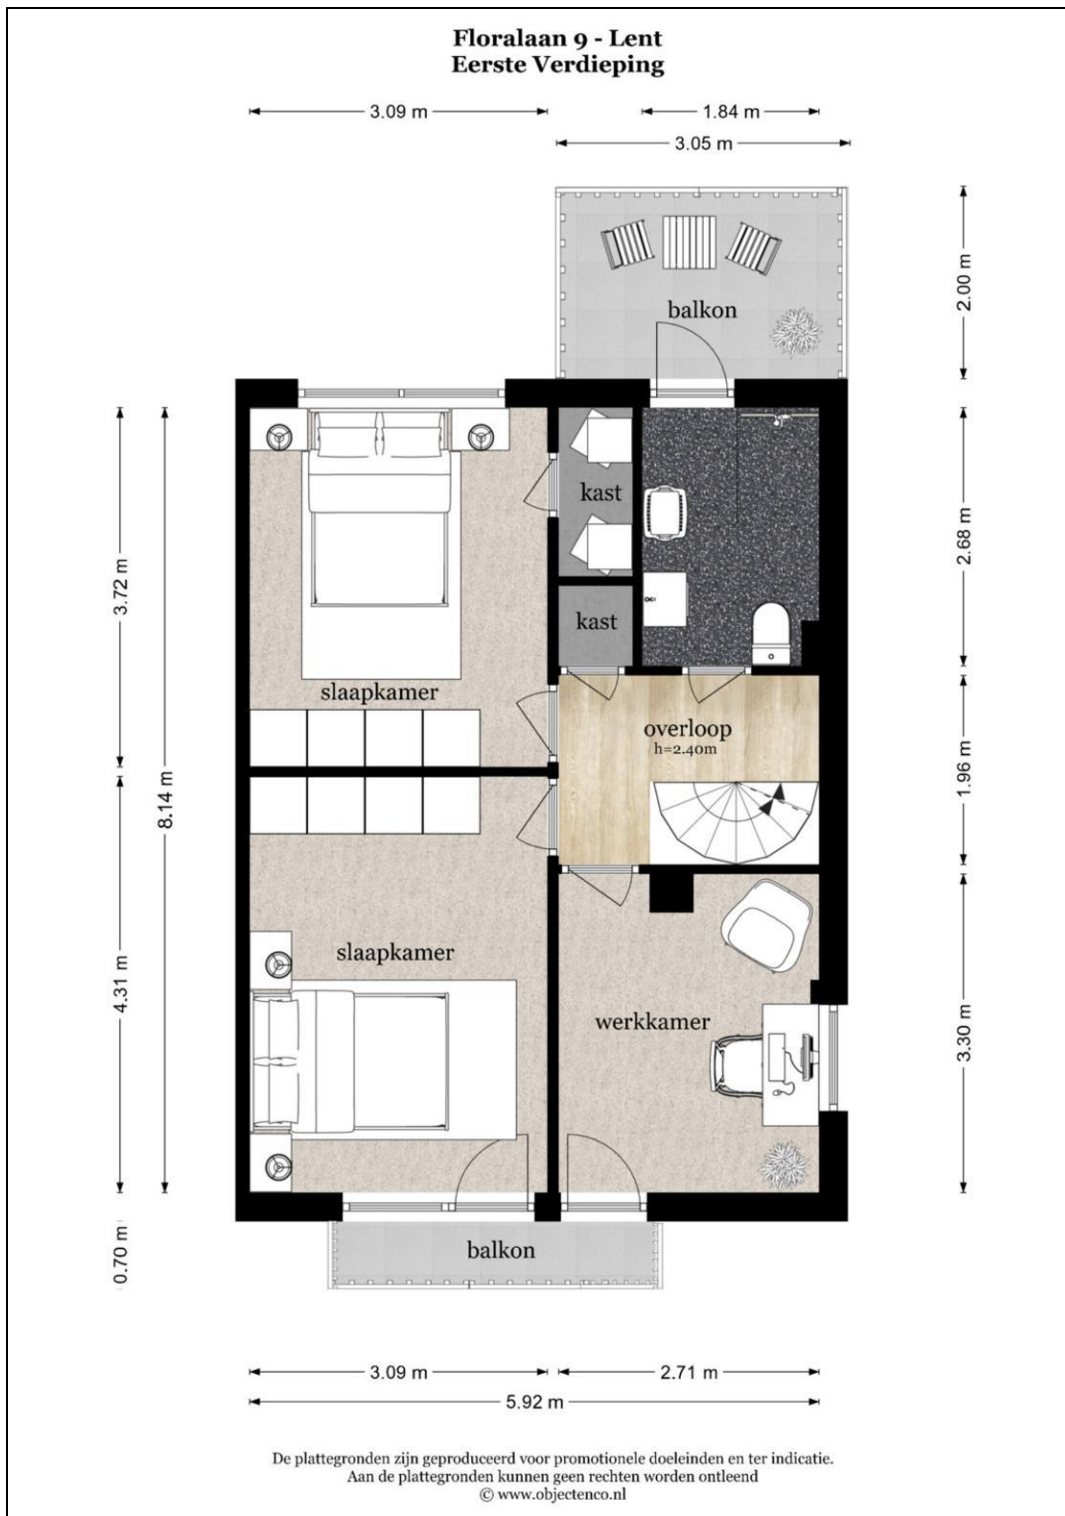 Floralaan 9 - Lent
Eerste Verdieping
3.09 m
1.84 m
3.05 m
2.00 m
balkon
kast
2.68 m
3.72 m
kast
slaapkamer
overloop
h=2.40m
1.96 m
8.14 m
slaapkamer
4.31 m
werkkamer
3.30 m
0.70 m
balkon
3.09 m
2.71 m
5.92 m
De plattegronden zijn geproduceerd voor promotionele doeleinden en ter indicatie.
Aan de plattegronden kunnen geen rechten worden ontleend
© www.objectenco.nl